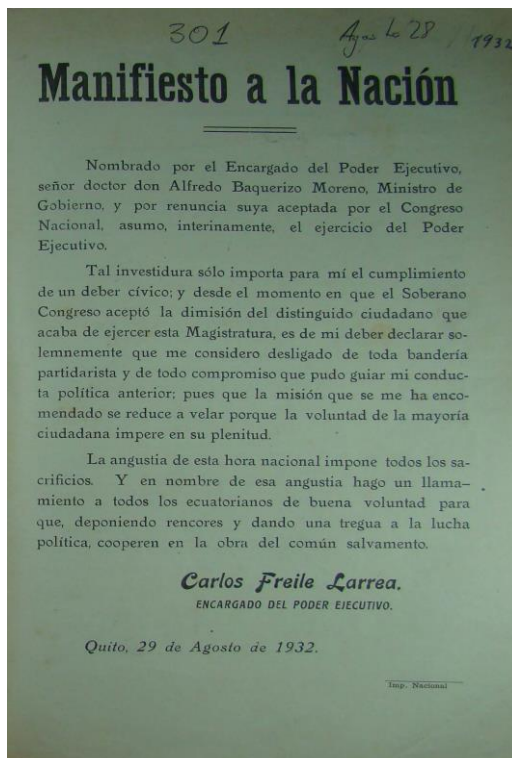 301
Agosto 28 1932
Manifiesto a la Nación
Nombrado por el Encargado del Poder Ejecutivo,
señor doctor don Alfredo Baquerizo Moreno, Ministro de
Gobierno, y por renuncia suya aceptada por el Congreso
Nacional, asumo, interinamente, el ejercicio del Poder
Ejecutivo.
Tal investidura sólo importa para mí el cumplimiento
de un deber cívico; y desde el momento en que el Soberano
Congreso aceptó la dimisión del distinguido ciudadano que
acaba de ejercer esta Magistratura, es de mi deber declarar so-
lemnemente que me considero desligado de toda bandería
partidarista y de todo compromiso que pudo guiar mi conduc-
ta política anterior; pues que la misión que se me ha enco-
mendado se reduce a velar porque la voluntad de la mayoría
ciudadana impere en su plenitud.
La angustia de esta hora nacional impone todos los sa-
crificios. Y en nombre de esa angustia hago un llama-
miento a todos los ecuatorianos de buena voluntad para
que, deponiendo rencores y dando una tregua a la lucha
política, cooperen en la obra del común salvamento.
Carlos Freile Larrea.
ENCARGADO DEL PODER EJECUTIVO.
Quito, 29 de Agosto de 1932.
Imp. Nacional